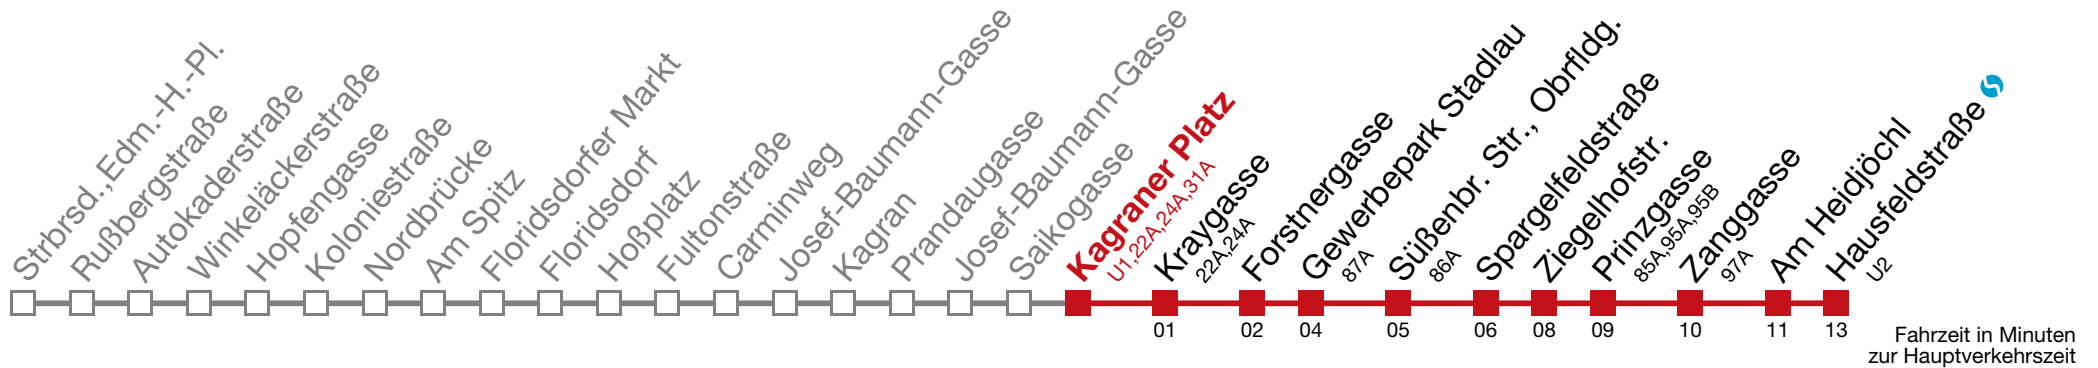 Strbrsd.,Edm.-H.-Pl.
Rußbergstraße
Autokaderstraße
Winkeläckerstraße
Hopfengasse
Koloniestraße
Nordbrücke
Am Spitz
Floridsdorfer Markt
Floridsdorf
Hoßplatz
Fultonstraße
Carminweg
Josef-Baumann-Gasse
Kagran
Prandaugasse
Josef-Baumann-Gasse
Saikogasse
Kagraner Platz
U1,22A,24A,31A
Kraygasse
22A,24A
Forstnergasse
Gewerbepark Stadlau
87A
Süßenbr. Str., Obrfldg.
86A
Spargelfeldstraße
Ziegelhofstr.
Prinzgasse
85A,95A,95B
Zanggasse
97A
Am Heidjöchl
Hausfeldstraße
U2
01 02 04 05 06 08 09 10 11 13
Fahrzeit in Minuten
zur Hauptverkehrszeit